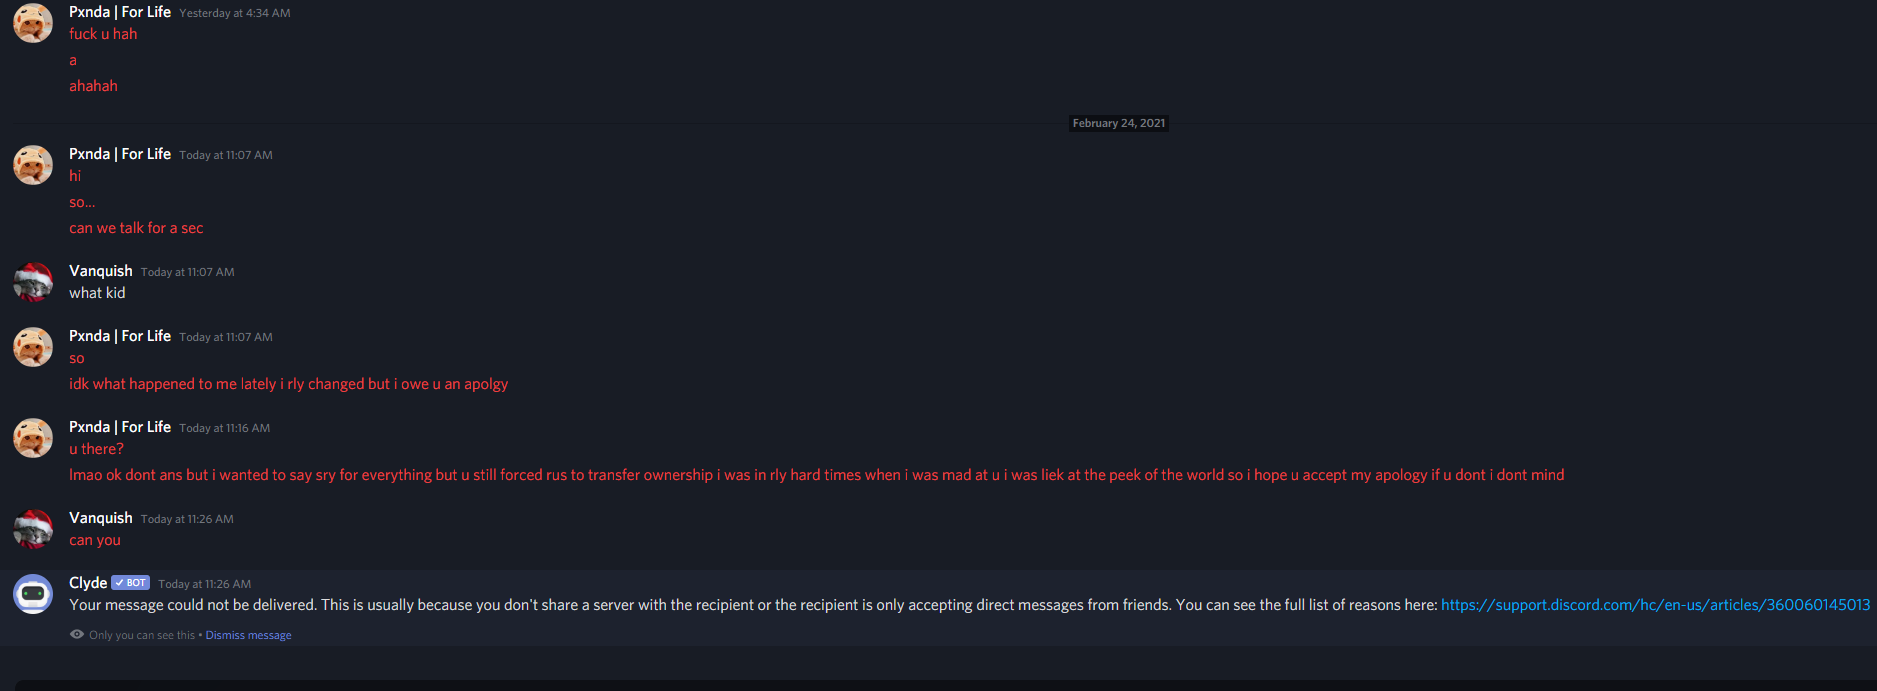 Pxnda | For Life Yesterday at 4:34 AM
fuck u hah
a
ahahah
February 24, 2021
Pxnda | For Life Today at 11:07 AM
hi
so...
can we talk for a sec
Vanquish Today at 11:07 AM
what kid
Pxnda | For Life Today at 11:07 AM
so
idk what happened to me lately i rly changed but i owe u an apolgy
Pxnda | For Life Today at 11:16 AM
u there?
lmao ok dont ans but i wanted to say sry for everything but u still forced rus to transfer ownership i was in rly hard times when i was mad at u i was liek at the peek of the world so i hope u accept my apology if u dont i dont mind
Vanquish Today at 11:26 AM
can you
Clyde ✓ BOT Today at 11:26 AM
Your message could not be delivered. This is usually because you don't share a server with the recipient or the recipient is only accepting direct messages from friends. You can see the full list of reasons here: https://support.discord.com/hc/en-us/articles/360060145013
Only you can see this • Dismiss message